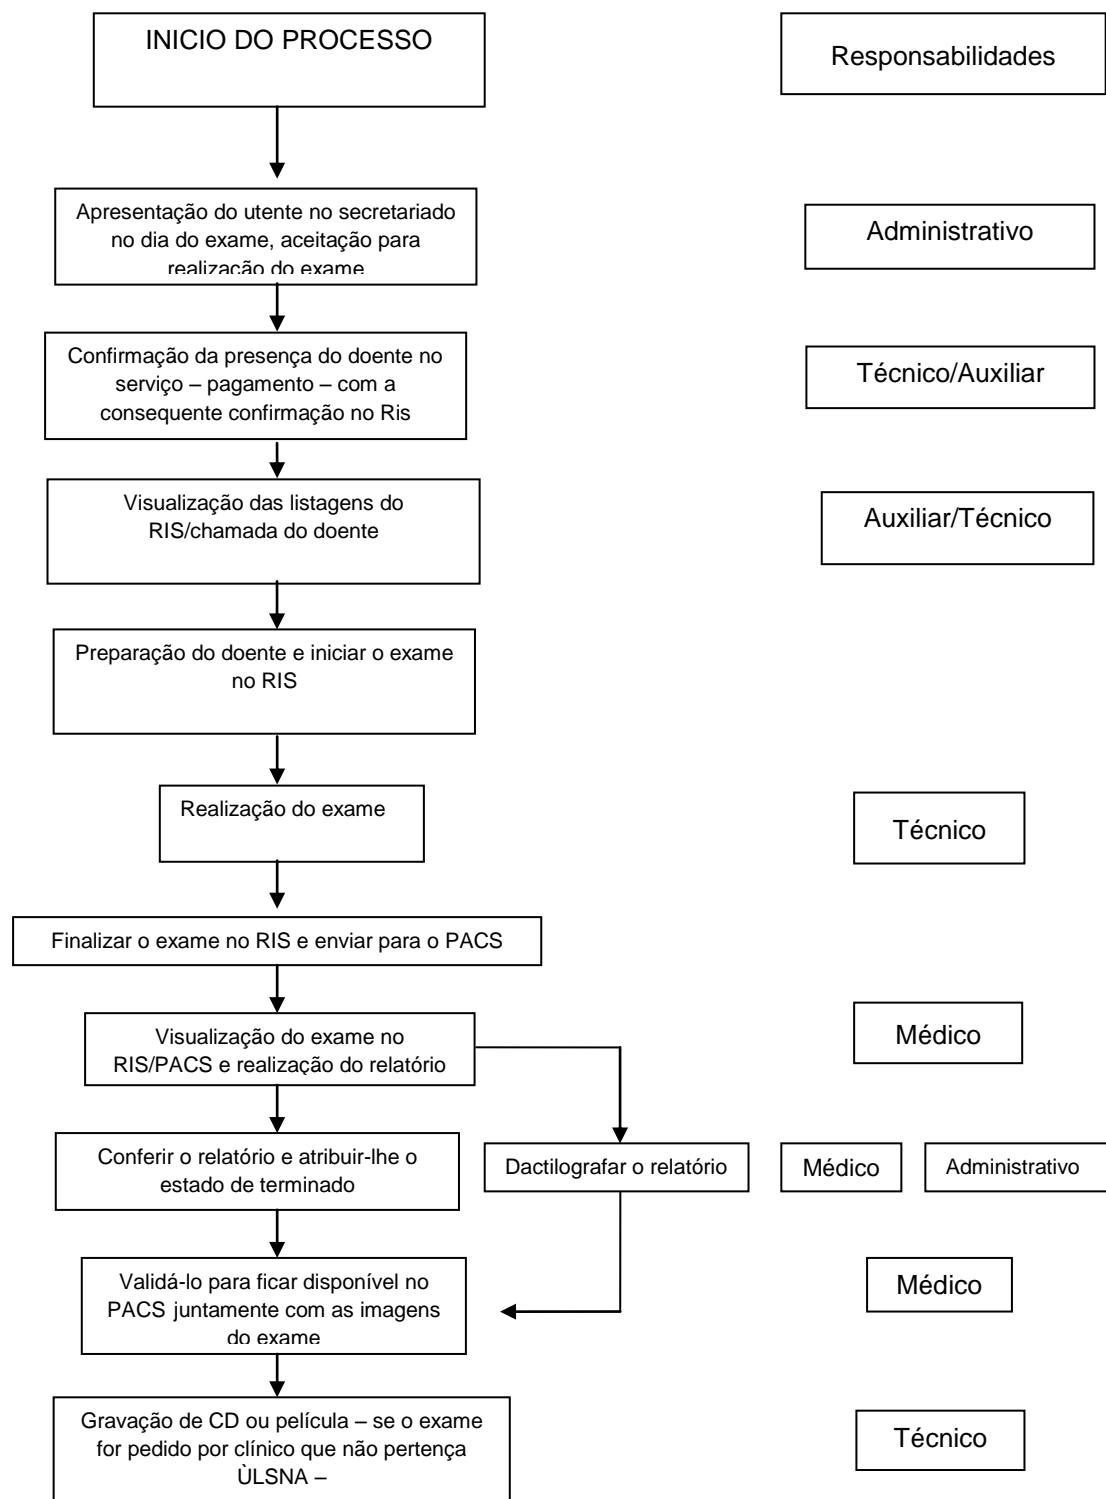 INICIO DO PROCESSO
Responsabilidades
Apresentação do utente no secretariado
no dia do exame, aceitação para
realização do exame
Administrativo
Confirmação da presença do doente no
serviço – pagamento – com a
consequente confirmação no Ris
Técnico/Auxiliar
Visualização das listagens do
RIS/chamada do doente
Auxiliar/Técnico
Preparação do doente e iniciar o exame
no RIS
Realização do exame
Técnico
Finalizar o exame no RIS e enviar para o PACS
Visualização do exame no
RIS/PACS e realização do relatório
Médico
Conferir o relatório e atribuir-lhe o
estado de terminado
Dactilografar o relatório
Médico
Administrativo
Validá-lo para ficar disponível no
PACS juntamente com as imagens
do exame
Médico
Gravação de CD ou película – se o exame
for pedido por clínico que não pertença
ÙLSNA –
Técnico